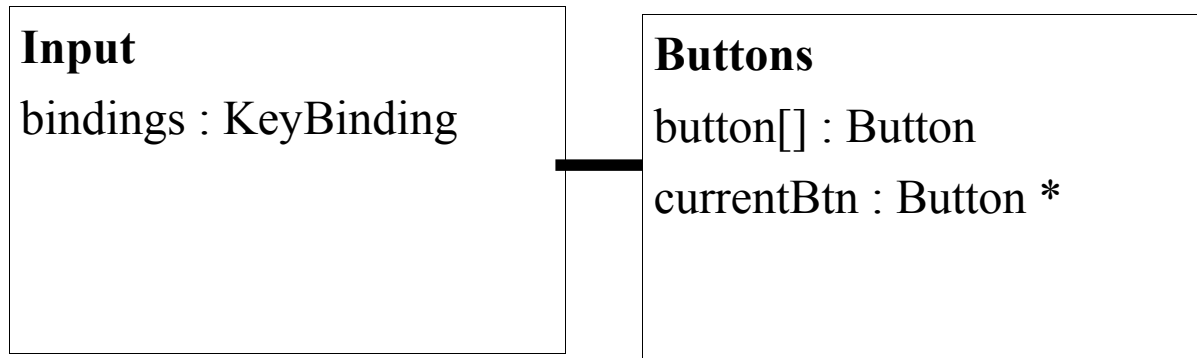 Input
bindings : KeyBinding
Buttons
button[] : Button
currentBtn : Button *